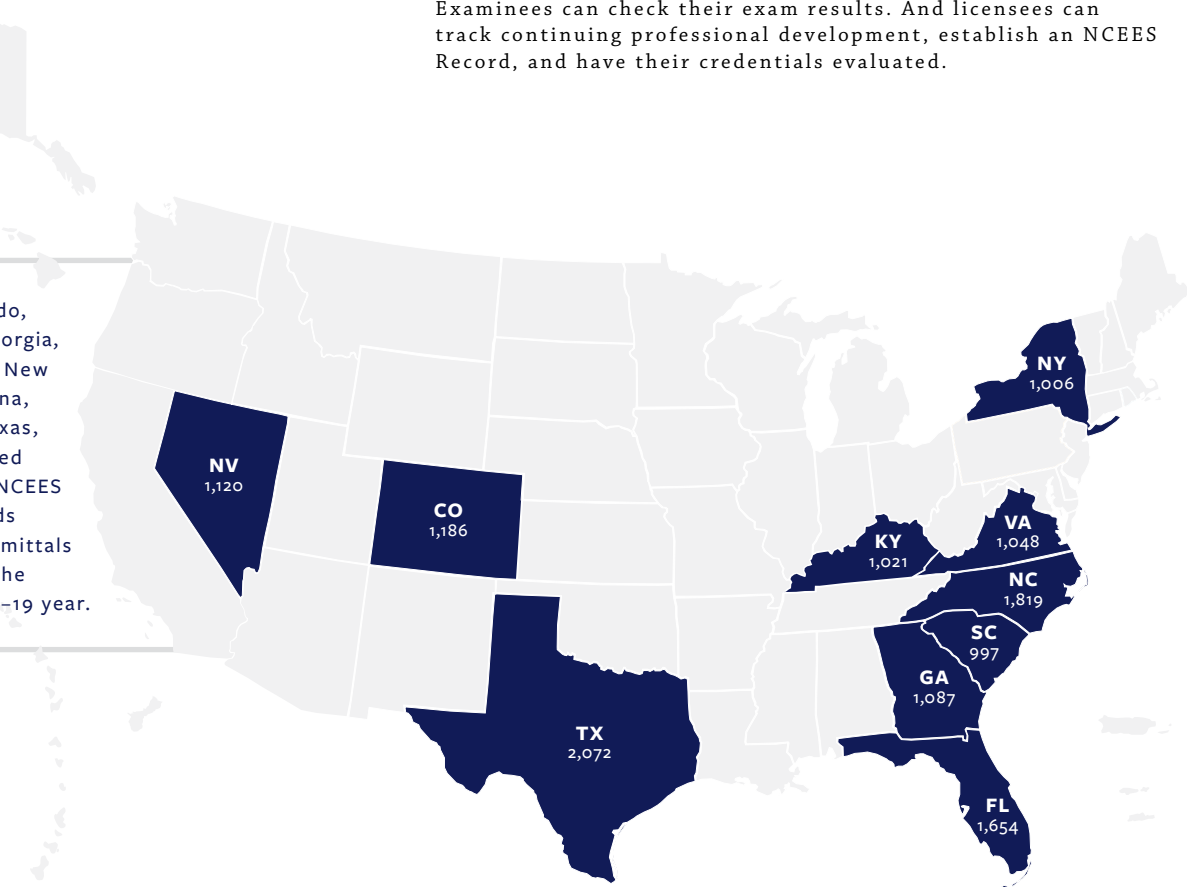 Examinees can check their exam results. And licensees can
track continuing professional development, establish an NCEES
Record, and have their credentials evaluated.
do,
orgia,
New
na,
xas,
ed
NCEES
ds
mittals
he
–19 year.
NV
1,120
CO
1,186
TX
2,072
NY
1,006
VA
1,048
KY
1,021
NC
1,819
SC
997
GA
1,087
FL
1,654